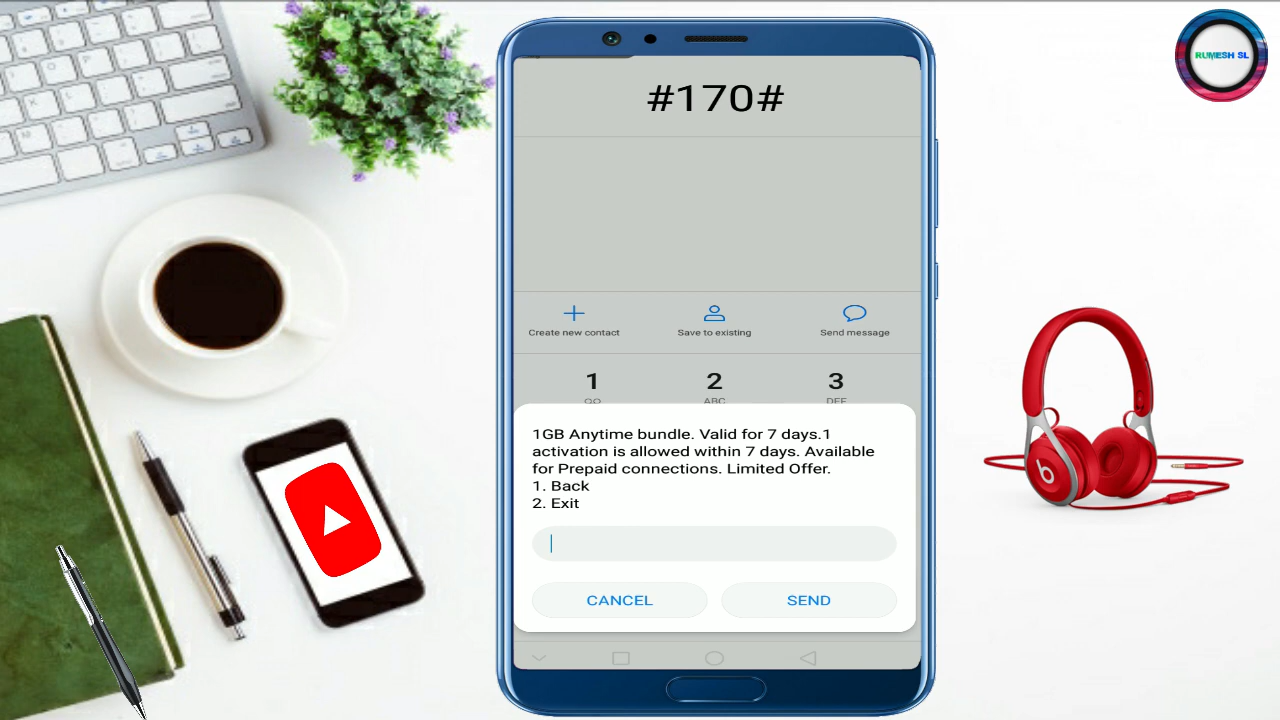 RUMESH SL
#170#
Create new contact
Save to existing
Send message
1
2
3
ABC
DEF
1GB Anytime bundle. Valid for 7 days.1
activation is allowed within 7 days. Available
for Prepaid connections. Limited Offer.
1. Back
2. Exit
CANCEL
SEND
b